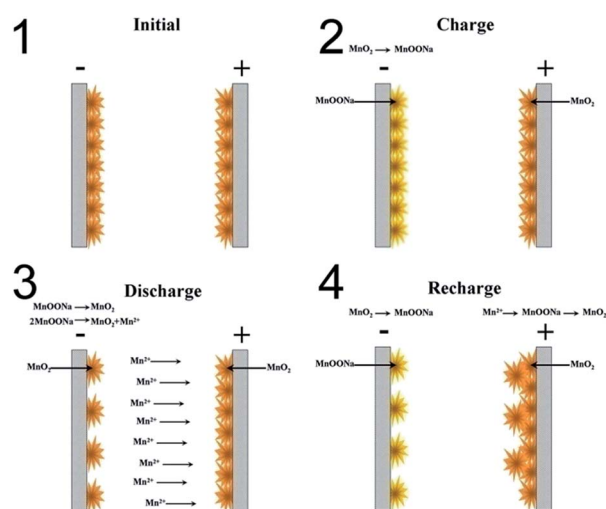 1
Initial
-
+
2
Charge
MnO₂ → MnOONa
-
+
MnOONa
MnO₂
3
Discharge
MnOONa → MnO₂
2MnOONa → MnO₂+Mn²⁺
-
+
MnO₂
Mn²⁺ →
Mn²⁺ →
Mn²⁺ →
Mn²⁺ →
Mn²⁺ →
Mn²⁺ →
Mn²⁺ →
Mn²⁺ →
MnO₂
4
Recharge
MnO₂ → MnOONa
Mn²⁺ → MnOONa → MnO₂
-
+
MnOONa
MnO₂